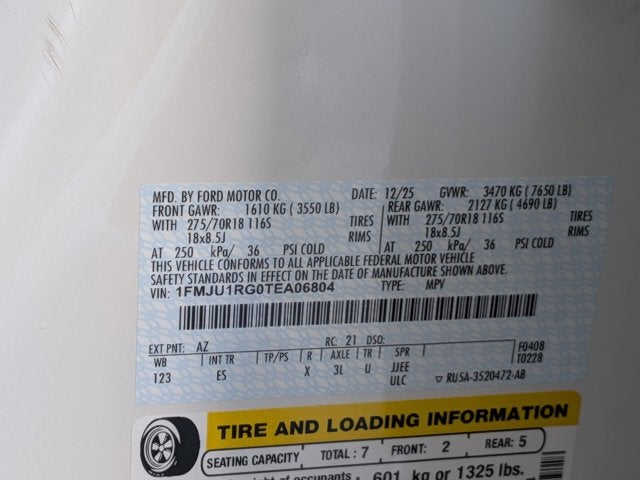 MFD. BY FORD MOTOR CO. DATE: 12/25 GVWR: 3470 KG ( 7650 LB)
FRONT GAWR: 1610 KG ( 3550 LB) REAR GAWR: 2127 KG ( 4690 LB)
WITH 275/70R18 116S TIRES WITH 275/70R18 116S TIRES
18x8.5J RIMS 18x8.5J RIMS
AT 250 kPa/ 36 PSI COLD AT 250 kPa/ 36 PSI COLD
THIS VEHICLE CONFORMS TO ALL APPLICABLE FEDERAL MOTOR VEHICLE
SAFETY STANDARDS IN EFFECT ON THE DATE OF MANUFACTURE SHOWN ABOVE.
VIN: 1FMJU1RG0TEA06804 TYPE: MPV
EXT PNT: AZ RC: 21 DSO: F0408
WB INT TR TP/PS R AXLE TR SPR T0228
123 ES X 3L U JJEE
ULC ▽ RU5A-3520472-AB
TIRE AND LOADING INFORMATION
SEATING CAPACITY TOTAL : 7 FRONT: 2 REAR: 5
of occupants 601 kg or 1325 lbs.